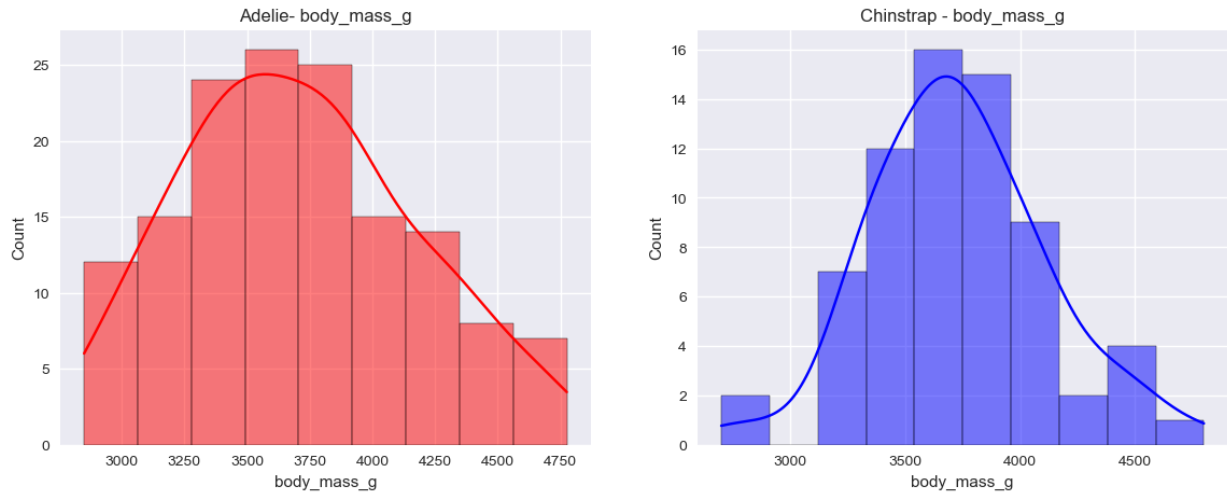 Adelie- body_mass_g
25
20
15
10
5
0
Count
3000 3250 3500 3750 4000 4250 4500 4750
body_mass_g
Chinstrap - body_mass_g
16
14
12
10
8
6
4
2
0
Count
3000 3500 4000 4500
body_mass_g